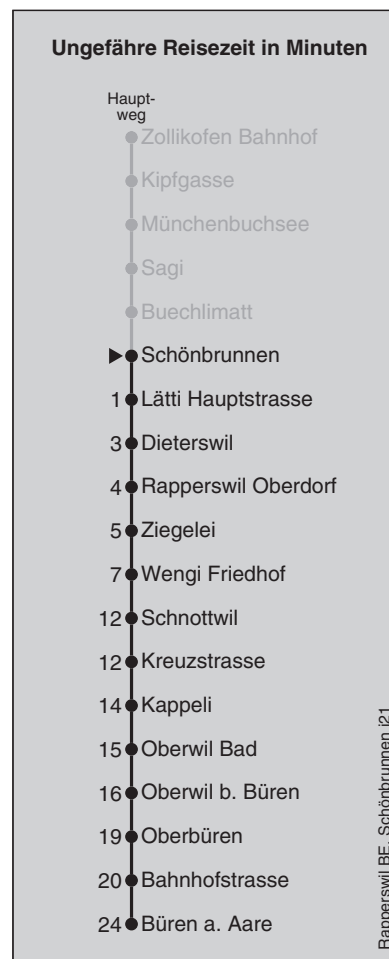 Ungefähre Reisezeit in Minuten
Haupt-
weg
Zollikofen Bahnhof
Kipfgasse
Münchenbuchsee
Sagi
Buechlimatt
Schönbrunnen
1 Lätti Hauptstrasse
3 Dieterswil
4 Rapperswil Oberdorf
5 Ziegelei
7 Wengi Friedhof
12 Schnottwil
12 Kreuzstrasse
14 Kappeli
15 Oberwil Bad
16 Oberwil b. Büren
19 Oberbüren
20 Bahnhofstrasse
24 Büren a. Aare
Rapperswil BE, Schönbrunnen j21